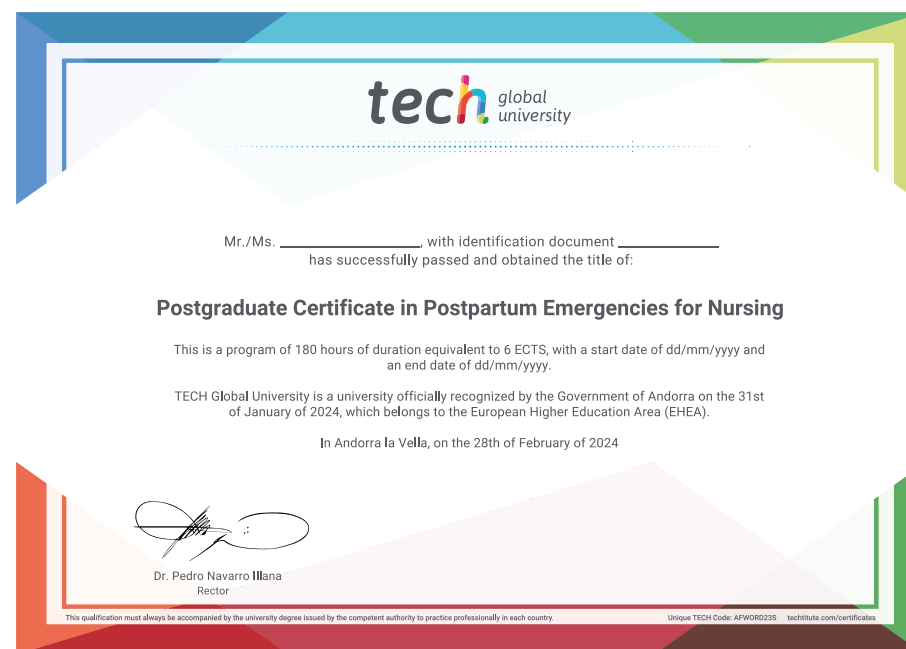 tech global
university
Mr./Ms. ____________________, with identification document ______________
has successfully passed and obtained the title of:
Postgraduate Certificate in Postpartum Emergencies for Nursing
This is a program of 180 hours of duration equivalent to 6 ECTS, with a start date of dd/mm/yyyy and
an end date of dd/mm/yyyy.
TECH Global University is a university officially recognized by the Government of Andorra on the 31st
of January of 2024, which belongs to the European Higher Education Area (EHEA).
In Andorra la Vella, on the 28th of February of 2024
Dr. Pedro Navarro Illana
Rector
This qualification must always be accompanied by the university degree issued by the competent authority to practice professionally in each country.
Unique TECH Code: AFWORD23S techtitute.com/certificates